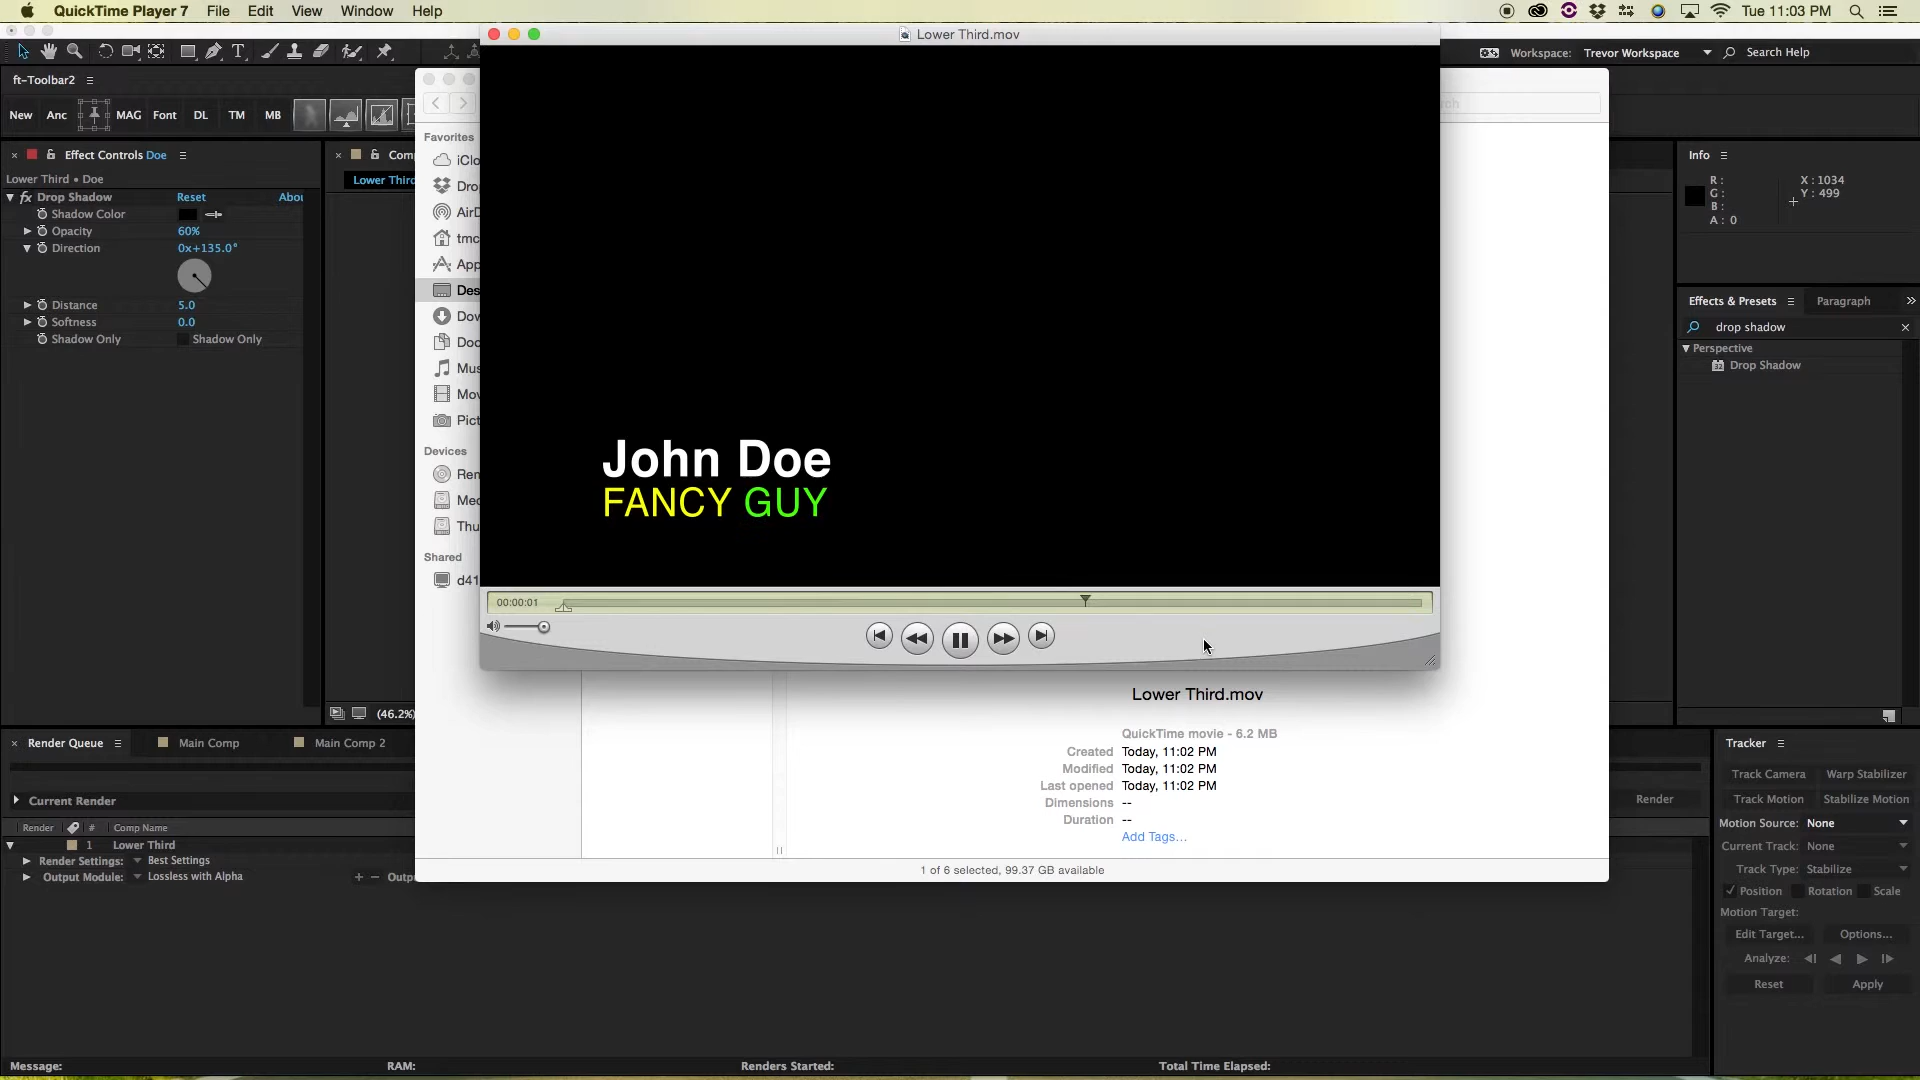 QuickTime Player 7 File Edit View Window Help
Tue 11:03 PM
Lower Third.mov
Workspace: Trevor Workspace
Search Help
ft-Toolbar2
New Anc MAG Font DL TM MB
Effect Controls Doe
Lower Third • Doe
fx Drop Shadow Reset
Shadow Color
Opacity 60%
Direction 0x+135.0°
Distance 5.0
Softness 0.0
Shadow Only Shadow Only
Lower Third
(46.2%)
Favorites
Devices
Shared
John Doe
FANCY GUY
00:00:01
Lower Third.mov
QuickTime movie - 6.2 MB
Created Today, 11:02 PM
Modified Today, 11:02 PM
Last opened Today, 11:02 PM
Dimensions --
Duration --
Add Tags…
1 of 6 selected, 99.37 GB available
Info
R:
G:
B:
A: 0
X: 1034
Y: 499
Effects & Presets Paragraph
drop shadow
Perspective
Drop Shadow
Render Queue Main Comp Main Comp 2
Current Render
Render
Render # Comp Name
1 Lower Third
Render Settings: Best Settings
Output Module: Lossless with Alpha
Message: RAM: Renders Started: Total Time Elapsed:
Tracker
Track Camera Warp Stabilizer
Track Motion Stabilize Motion
Motion Source: None
Current Track: None
Track Type: Stabilize
Position Rotation Scale
Motion Target:
Edit Target... Options...
Analyze:
Reset Apply